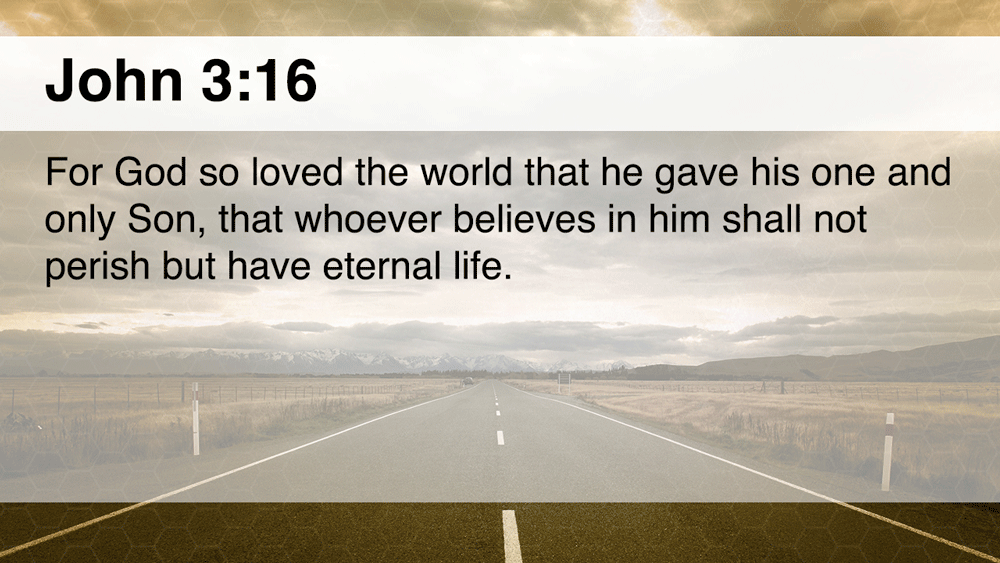 John 3:16
For God so loved the world that he gave his one and
only Son, that whoever believes in him shall not
perish but have eternal life.